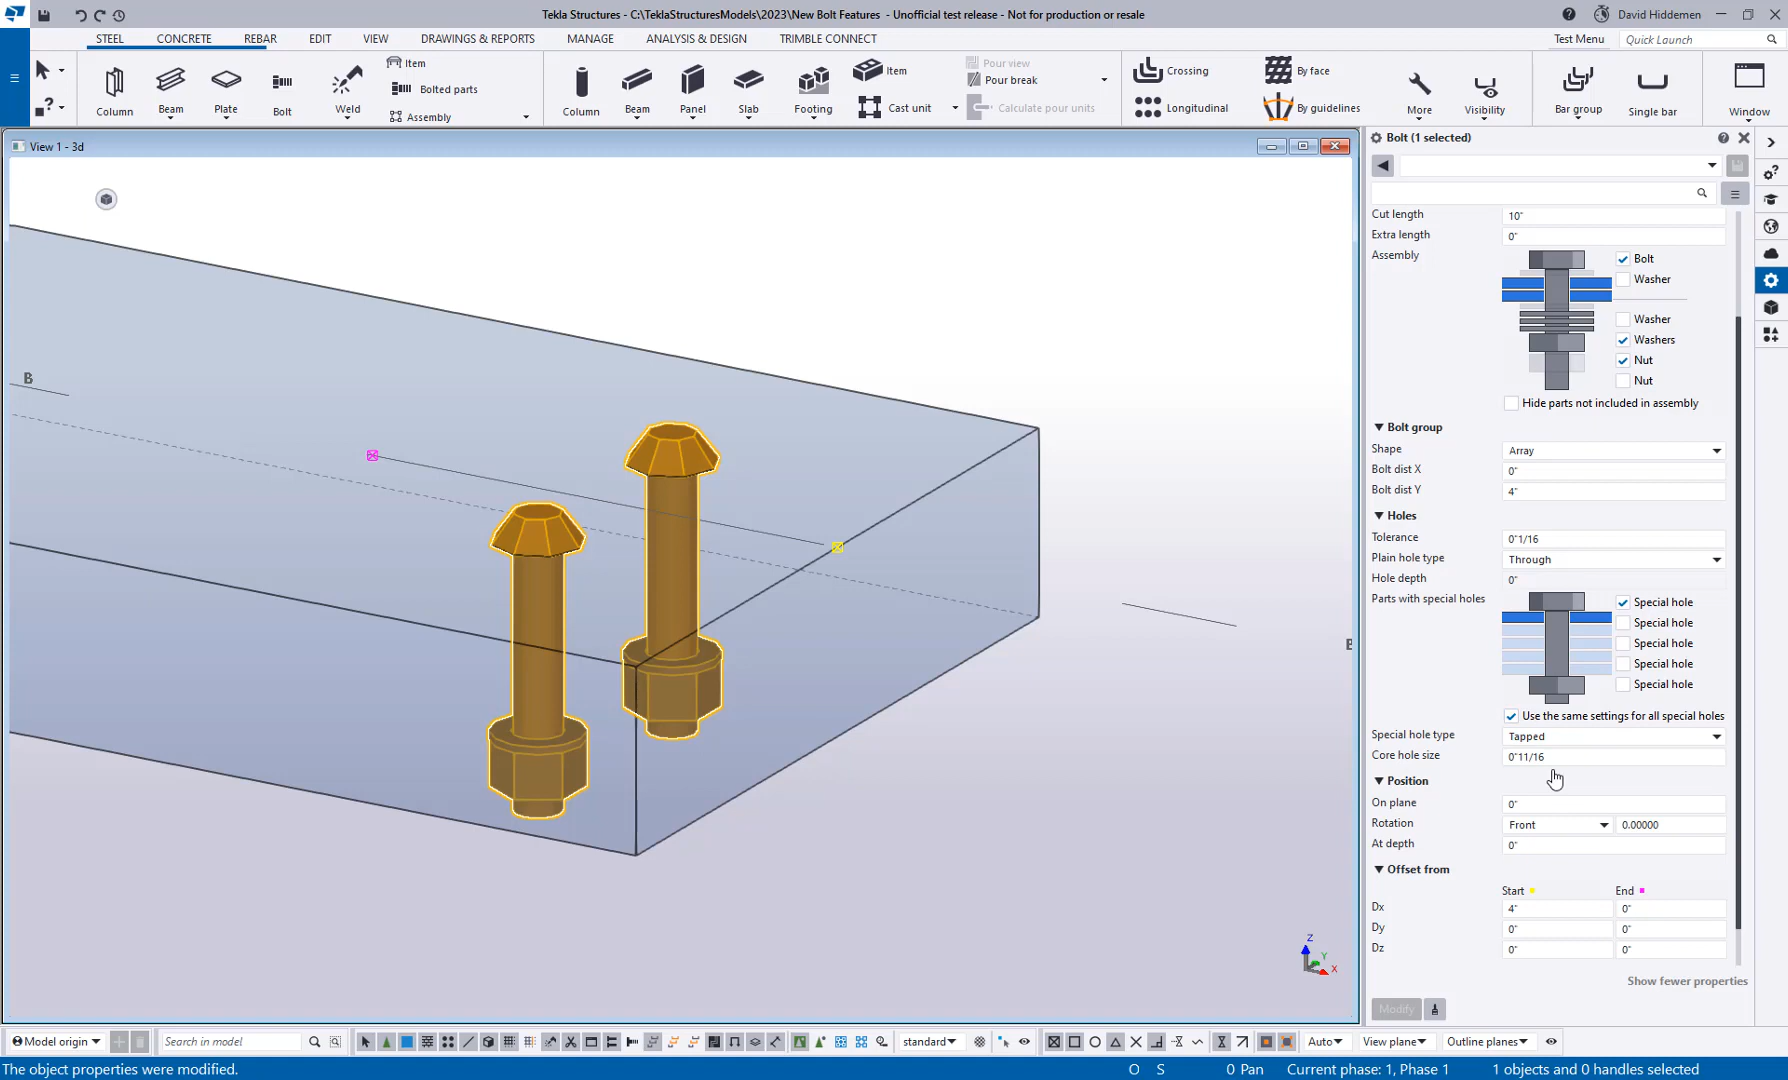 Tekla Structures - C:\TeklaStructuresModels\2023\New Bolt Features - Unofficial test release - Not for production or resale
David Hiddemen
STEEL CONCRETE REBAR EDIT VIEW DRAWINGS & REPORTS MANAGE ANALYSIS & DESIGN TRIMBLE CONNECT
Test Menu
Quick Launch
Column
Beam
Plate
Bolt
Weld
Item
Bolted parts
Assembly
Column
Beam
Panel
Slab
Footing
Item
Cast unit
Pour view
Pour break
Calculate pour units
Crossing
Longitudinal
By face
By guidelines
More
Visibility
Bar group
Single bar
Window
View 1 - 3d
B
B
Z
Y
X
Bolt (1 selected)
Cut length 10"
Extra length 0"
Assembly
Bolt
Washer
Washer
Washers
Nut
Nut
Hide parts not included in assembly
Bolt group
Shape Array
Bolt dist X 0"
Bolt dist Y 4"
Holes
Tolerance 0"1/16
Plain hole type Through
Hole depth 0"
Parts with special holes
Special hole
Special hole
Special hole
Special hole
Special hole
Use the same settings for all special holes
Special hole type Tapped
Core hole size 0"11/16
Position
On plane 0"
Rotation Front 0.00000
At depth 0"
Offset from
Start End
Dx 4" 0"
Dy 0" 0"
Dz 0" 0"
Show fewer properties
Modify
Model origin
Search in model
standard
Auto
View plane
Outline planes
The object properties were modified.
O S 0 Pan Current phase: 1, Phase 1 1 objects and 0 handles selected